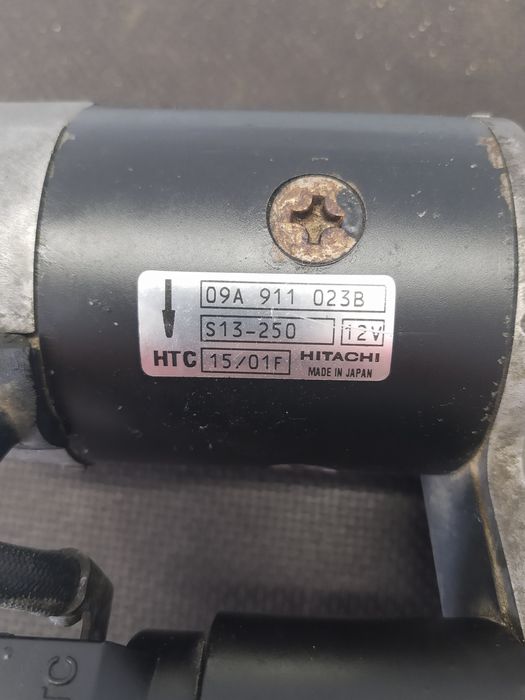 09A 911 023B
S13-250 12V
HTC 15/01F HITACHI
MADE IN JAPAN